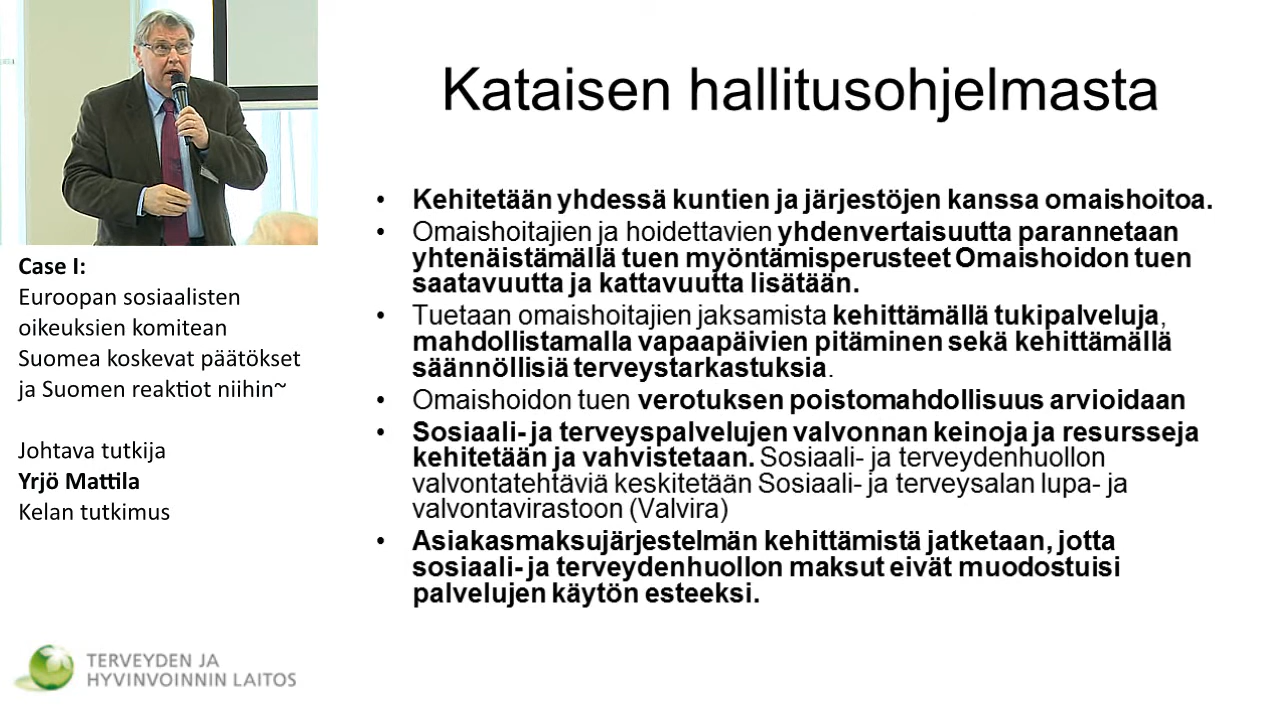 Kataisen hallitusohjelmasta
• Kehitetään yhdessä kuntien ja järjestöjen kanssa omaishoitoa.
• Omaishoitajien ja hoidettavien yhdenvertaisuutta parannetaan
yhtenäistämällä tuen myöntämisperusteet Omaishoidon tuen
saatavuutta ja kattavuutta lisätään.
• Tuetaan omaishoitajien jaksamista kehittämällä tukipalveluja,
mahdollistamalla vapaapäivien pitäminen sekä kehittämällä
säännöllisiä terveystarkastuksia.
• Omaishoidon tuen verotuksen poistomahdollisuus arvioidaan
• Sosiaali- ja terveyspalvelujen valvonnan keinoja ja resursseja
kehitetään ja vahvistetaan. Sosiaali- ja terveydenhuollon
valvontatehtäviä keskitetään Sosiaali- ja terveysalan lupa- ja
valvontavirastoon (Valvira)
• Asiakasmaksujärjestelmän kehittämistä jatketaan, jotta
sosiaali- ja terveydenhuollon maksut eivät muodostuisi
palvelujen käytön esteeksi.
Case I:
Euroopan sosiaalisten
oikeuksien komitean
Suomea koskevat päätökset
ja Suomen reaktiot niihin~
Johtava tutkija
Yrjö Mattila
Kelan tutkimus
TERVEYDEN JA
HYVINVOINNIN LAITOS